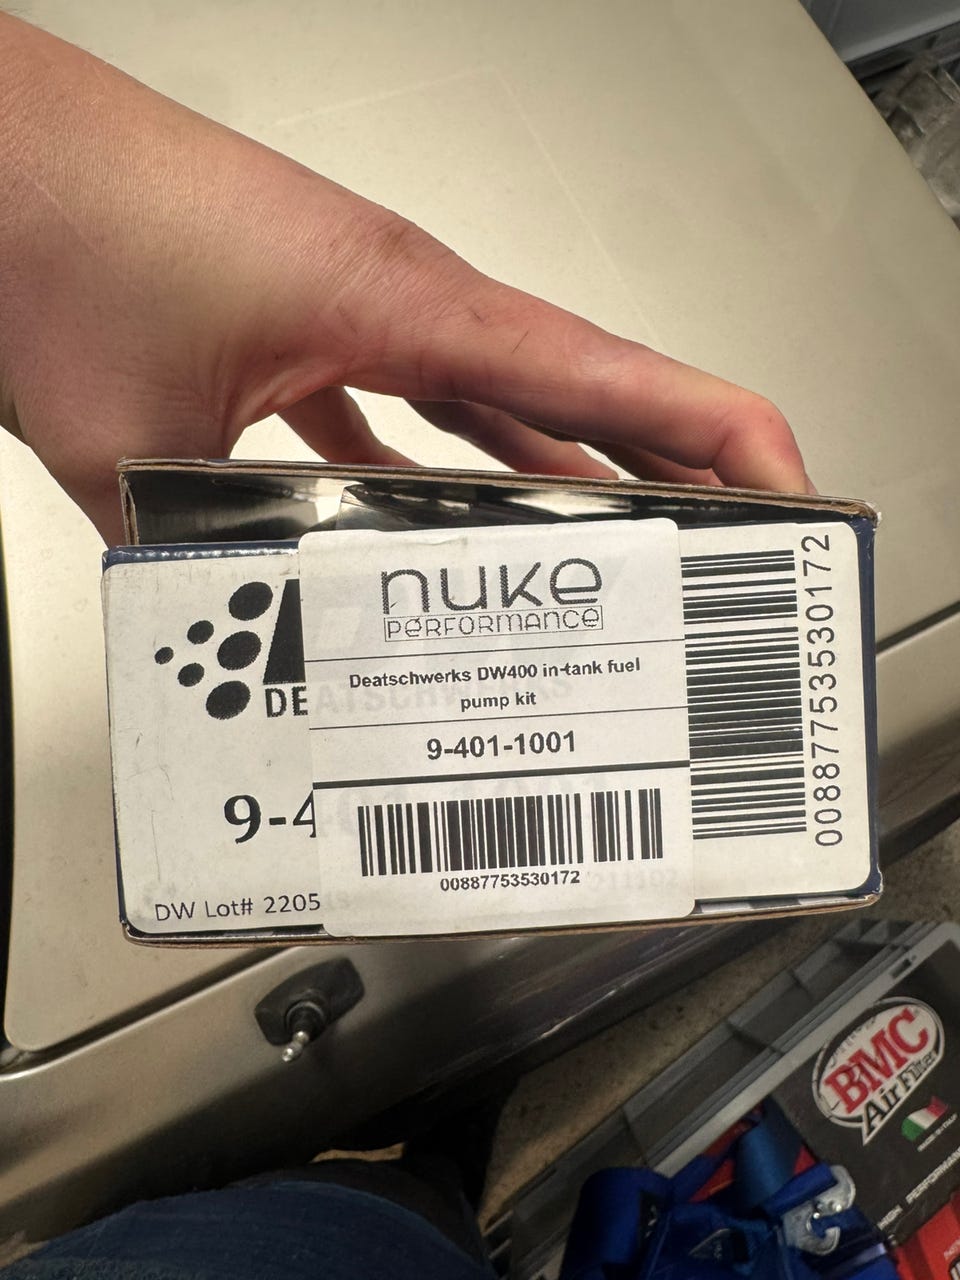 nuke
PERFORMANCE
Deatschwerks DW400 in-tank fuel
pump kit
9-401-1001
00887753530172
DE
ATSCHWERKS
9-4
DW Lot# 2205
00887753530172
BMC
Air Filter